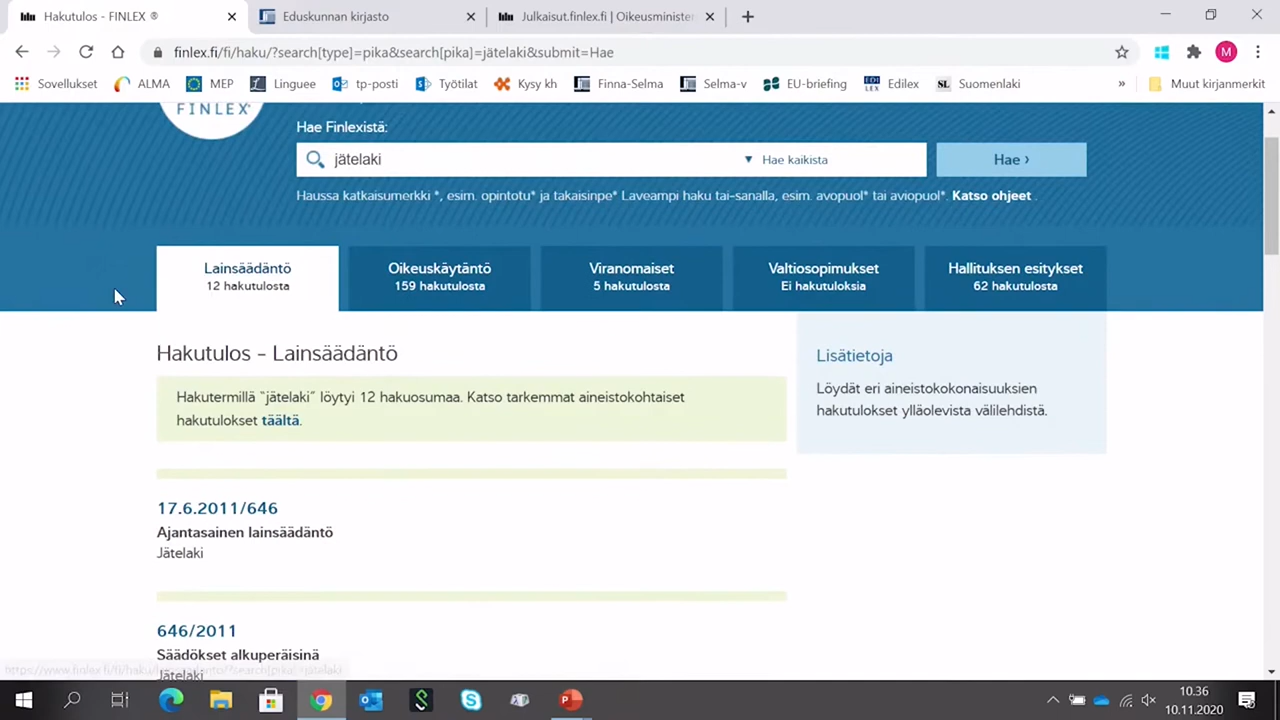 Hakutulos - FINLEX ®
Eduskunnan kirjasto
Julkaisut.finlex.fi | Oikeusminister
finlex.fi/fi/haku/?search[type]=pika&search[pika]=jätelaki&submit=Hae
M
Sovellukset
ALMA
MEP
Linguee
tp-posti
Työtilat
Kysy kh
Finna-Selma
Selma-v
EU-briefing
EDI
LEX
Edilex
SL
Suomenlaki
»
Muut kirjanmerkit
FINLEX®
Hae Finlexistä:
jätelaki
Hae kaikista
Hae ›
Haussa katkaisumerkki *, esim. opintotu* ja takaisinpe* Laveampi haku tai-sanalla, esim. avopuol* tai aviopuol*. Katso ohjeet .
Lainsäädäntö
12 hakutulosta
Oikeuskäytäntö
159 hakutulosta
Viranomaiset
5 hakutulosta
Valtiosopimukset
Ei hakutuloksia
Hallituksen esitykset
62 hakutulosta
Hakutulos - Lainsäädäntö
Hakutermillä "jätelaki" löytyi 12 hakuosumaa. Katso tarkemmat aineistokohtaiset
hakutulokset täältä.
Lisätietoja
Löydät eri aineistokokonaisuuksien
hakutulokset ylläolevista välilehdistä.
17.6.2011/646
Ajantasainen lainsäädäntö
Jätelaki
646/2011
Säädökset alkuperäisinä
Jätelaki
10.36
10.11.2020